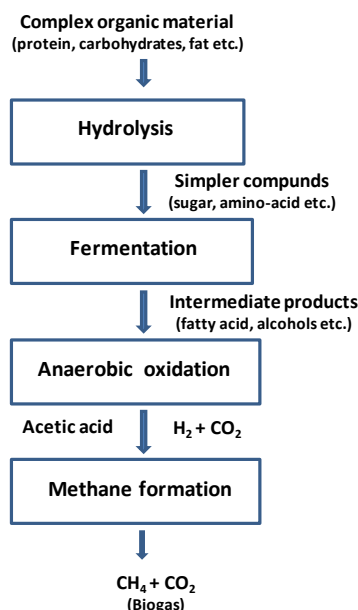 Complex organic material
(protein, carbohydrates, fat etc.)
Hydrolysis
Simpler compunds
(sugar, amino-acid etc.)
Fermentation
Intermediate products
(fatty acid, alcohols etc.)
Anaerobic oxidation
Acetic acid H₂ + CO₂
Methane formation
CH₄ + CO₂
(Biogas)